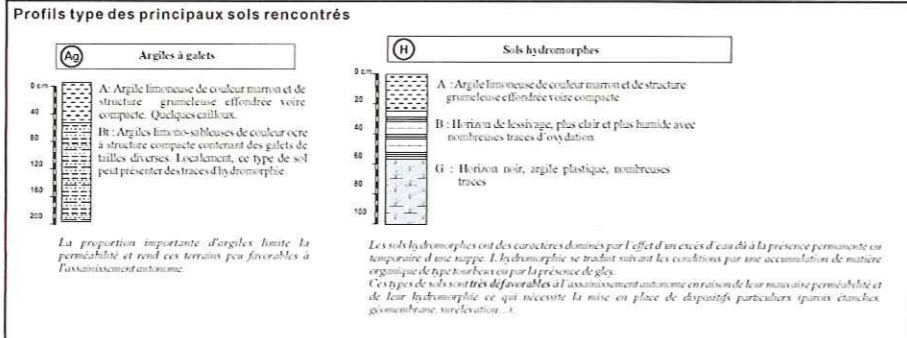 Profils type des principaux sols rencontrés
Ag
Argiles à galets
0 cm
40
80
120
160
200
A: Argile limoneuse de couleur marron et de
structure grumeleuse effondrée voire
compacte. Quelques cailloux.
Bt : Argiles limono-sableuses de couleur ocre
à structure compacte contenant des galets de
tailles diverses. Localement, ce type de sol
peut présenter des traces d'hydromorphie.
La proportion importante d'argiles limite la
perméabilité et rend ces terrains peu favorables à
l'assainissement autonome.
H
Sols hydromorphes
0 cm
20
40
60
80
100
A : Argile limoneuse de couleur marron et de structure
grumeleuse effondrée voire compacte
B : Horizon de lessivage, plus clair et plus humide avec
nombreuses traces d'oxydation
G : Horizon noir, argile plastique, nombreuses
traces
Les sols hydromorphes ont des caractères dominés par l'effet d'un excès d'eau dû à la présence permanente ou
temporaire d'une nappe. L'hydromorphie se traduit suivant les conditions par une accumulation de matière
organique de type tourbeux ou par la présence de gley.
Ces types de sols sont très défavorables à l'assainissement autonome en raison de leur mauvaise perméabilité et
de leur hydromorphie ce qui nécessite la mise en place de dispositifs particuliers (parois étanches,
géomembrane, surélévation...).